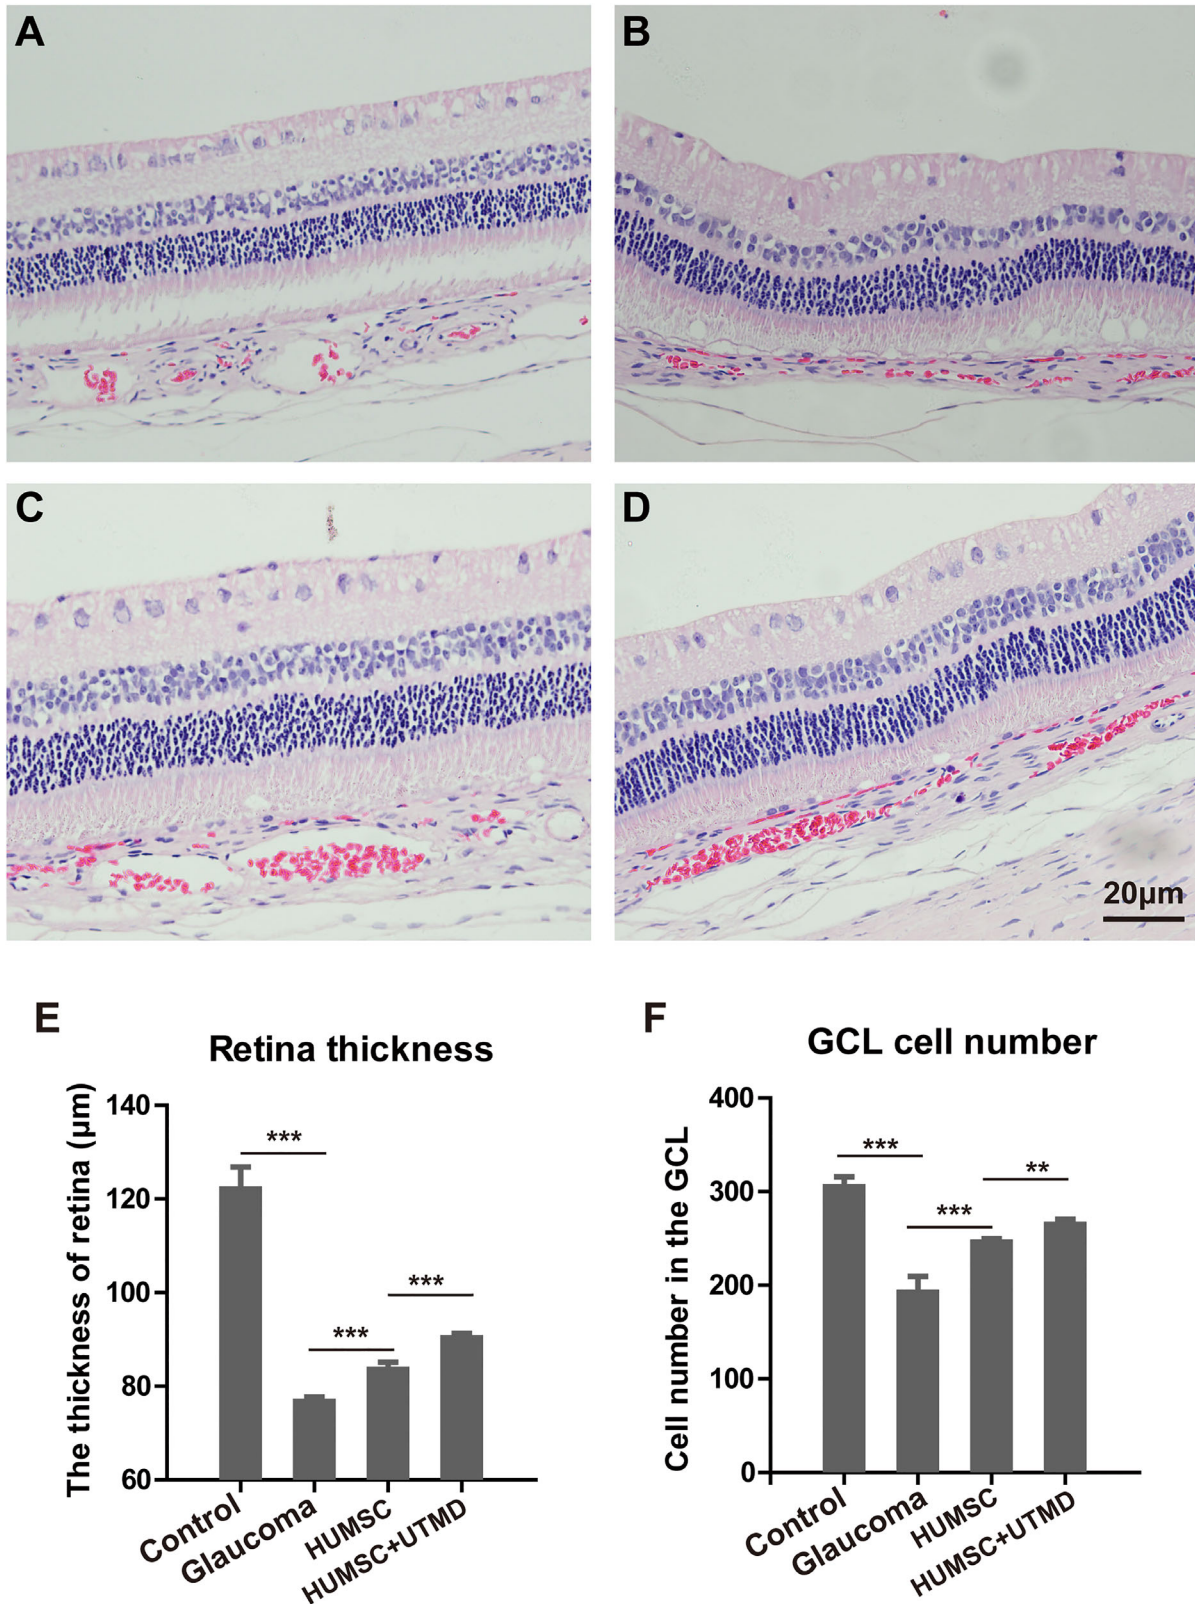 A
B
C
D
20μm
E
Retina thickness
The thickness of retina (μm)
140
120
100
80
60
***
***
***
Control
Glaucoma
HUMSC
HUMSC+UTMD
F
GCL cell number
Cell number in the GCL
400
300
200
100
0
***
***
**
Control
Glaucoma
HUMSC
HUMSC+UTMD